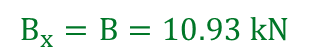 Bₓ = B = 10.93 kN